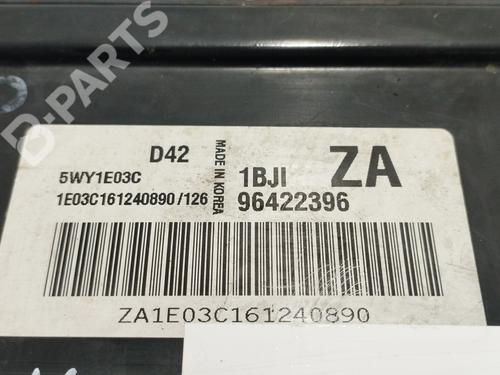 D42
MADE IN KOREA
1BJI ZA
5WY1E03C
1E03C161240890/126
96422396
ZA1E03C161240890
B-PARTS